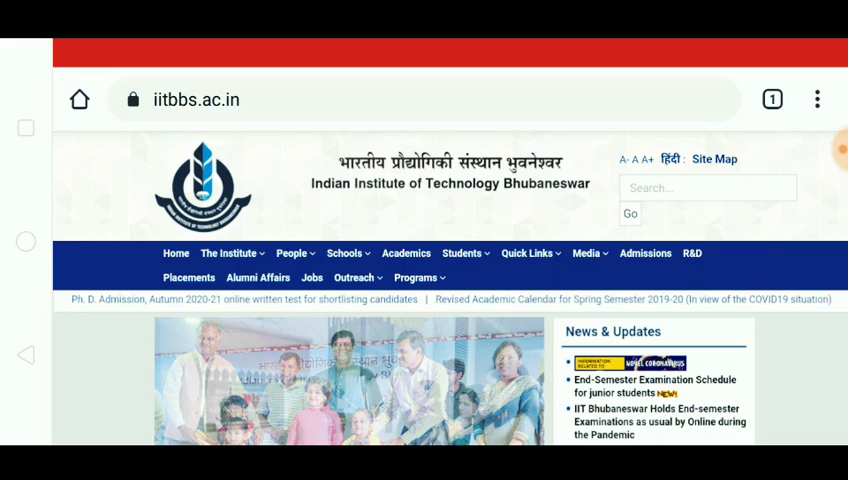 1
iitbbs.ac.in
भारतीय प्रौद्योगिकी संस्थान भुवनेश्वर
Indian Institute of Technology Bhubaneswar
A- A A+ हिंदी : Site Map
Search...
Go
Home The Institute People Schools Academics Students Quick Links Media Admissions R&D
Placements Alumni Affairs Jobs Outreach Programs
Ph. D. Admission, Autumn 2020-21 online written test for shortlisting candidates | Revised Academic Calendar for Spring Semester 2019-20 (In view of the COVID19 situation)
News & Updates
INFORMATION
RELATED TO
NOVEL CORONAVIRUS
End-Semester Examination Schedule
for junior students NEW!
IIT Bhubaneswar Holds End-semester
Examinations as usual by Online during
the Pandemic